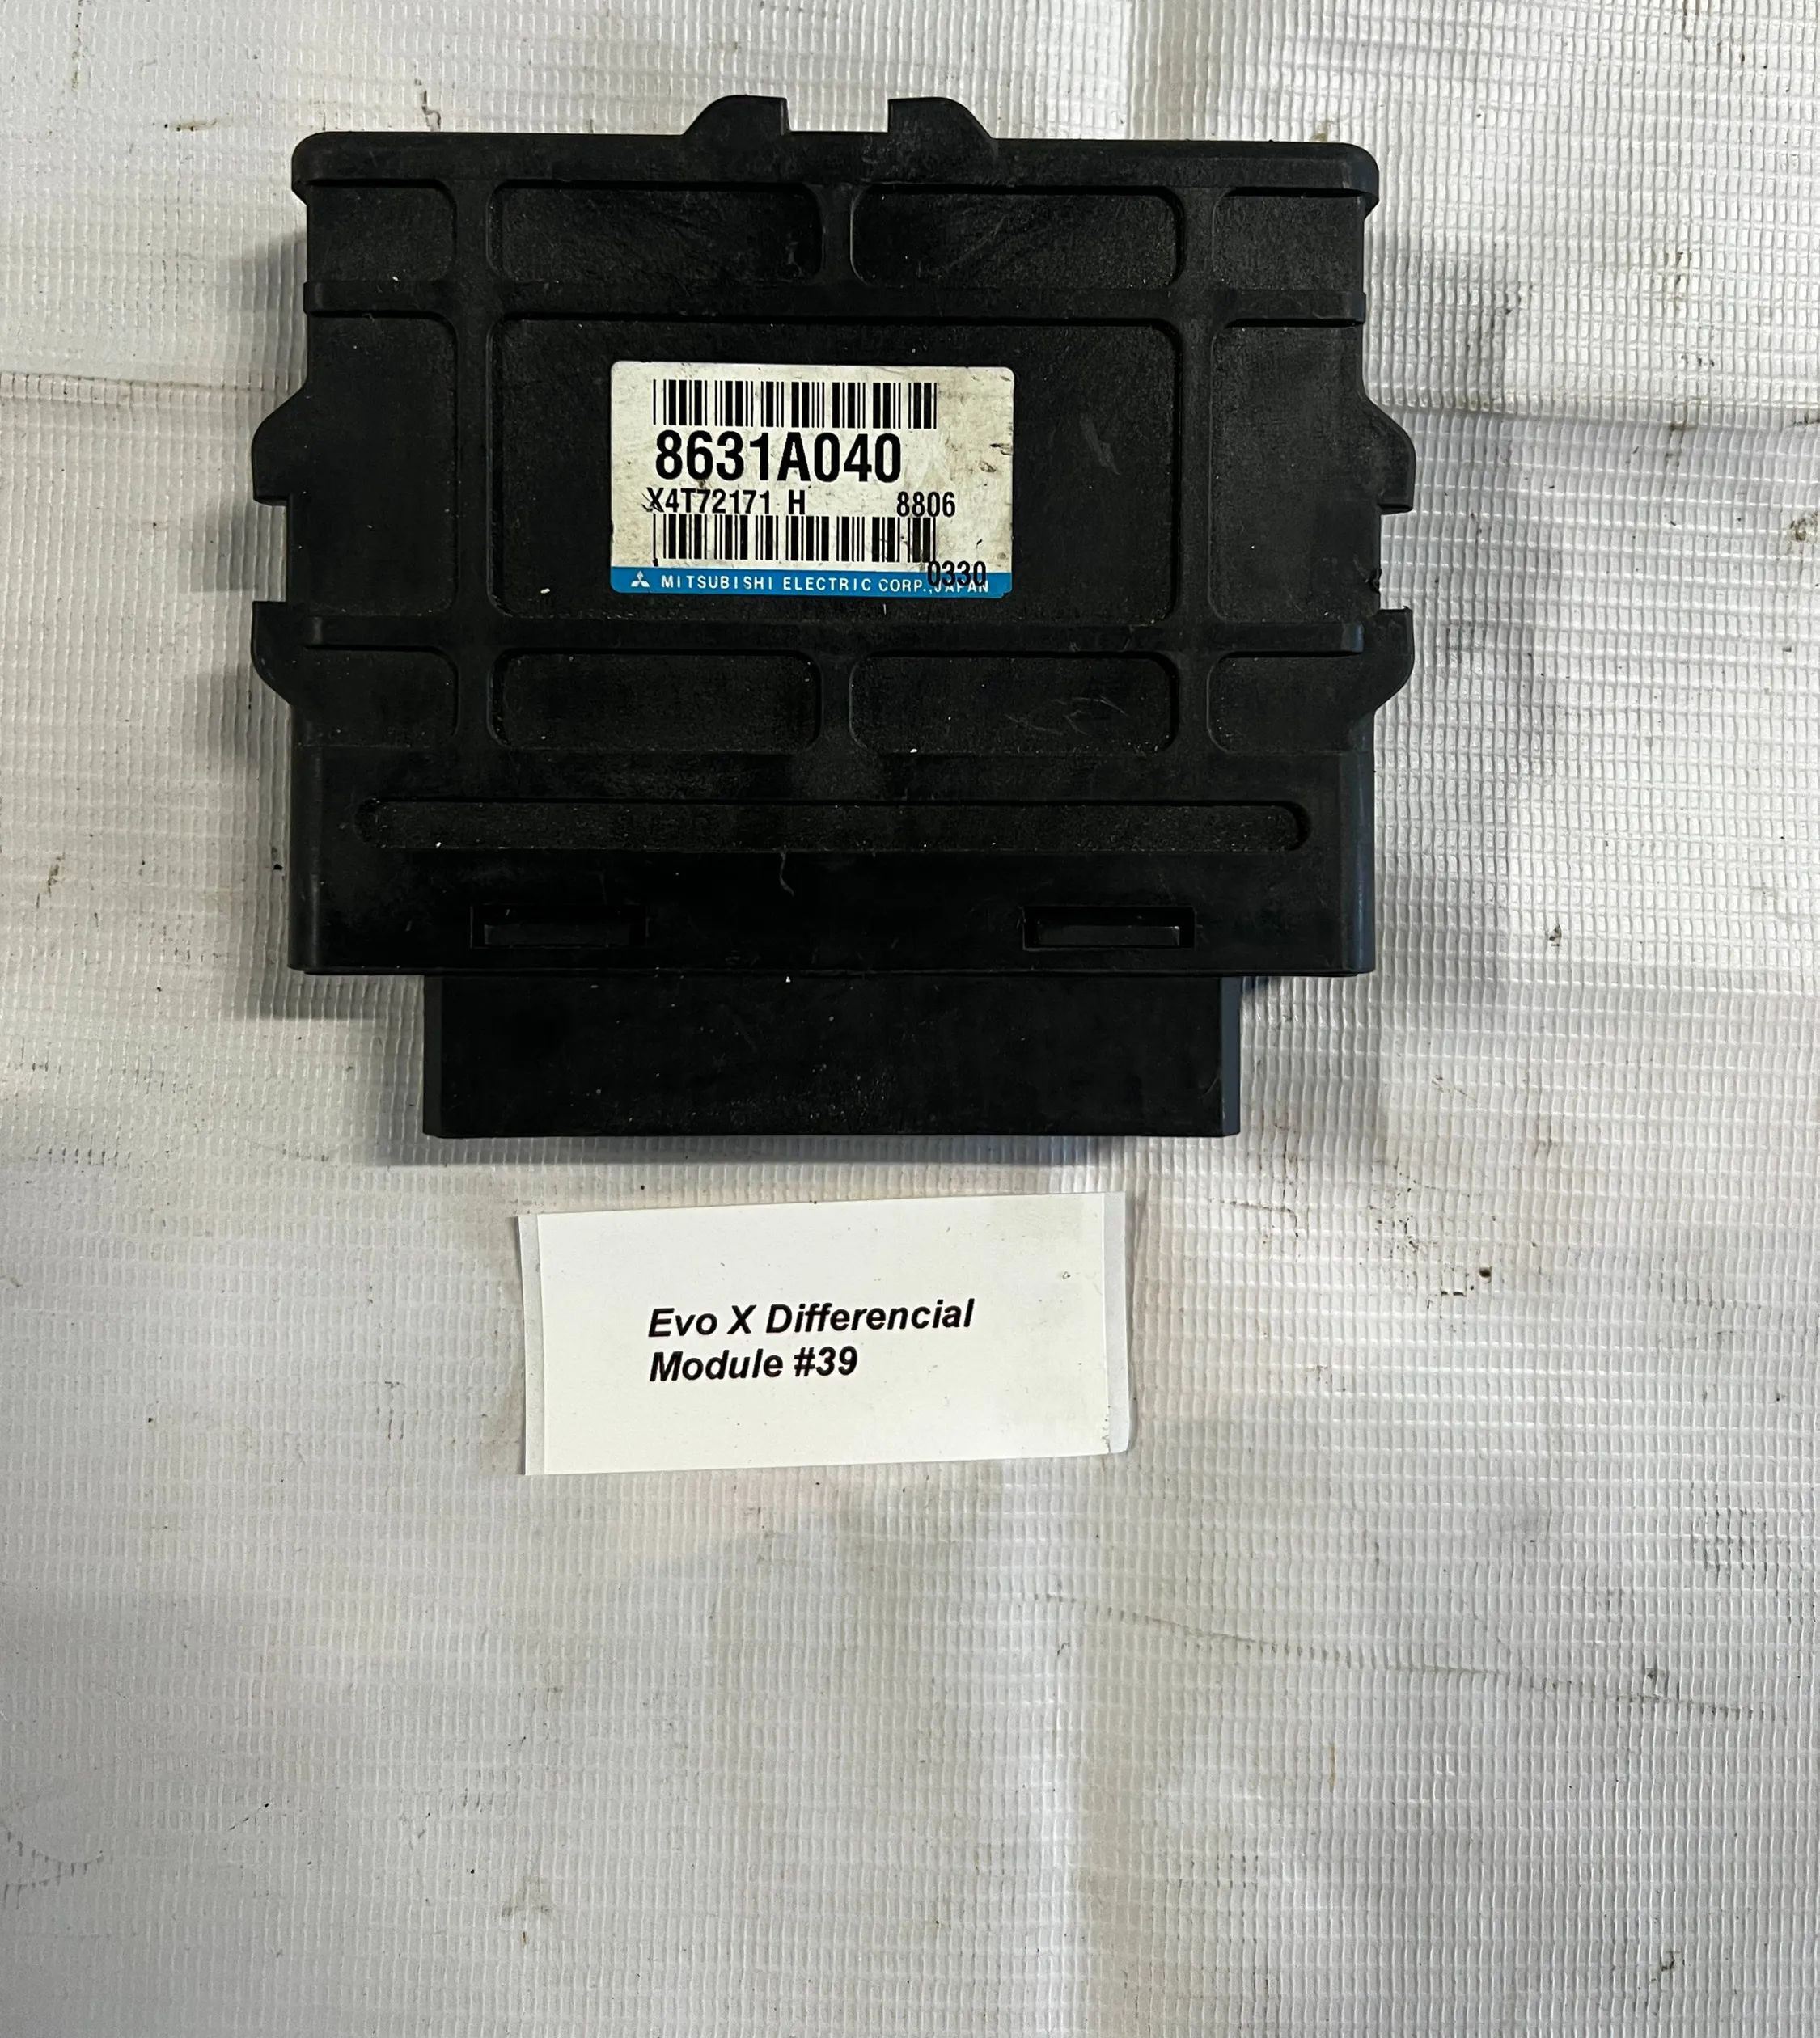 8631A040
X4T72171 H 8806
0330
MITSUBISHI ELECTRIC CORP.,JAPAN
Evo X Differencial
Module #39